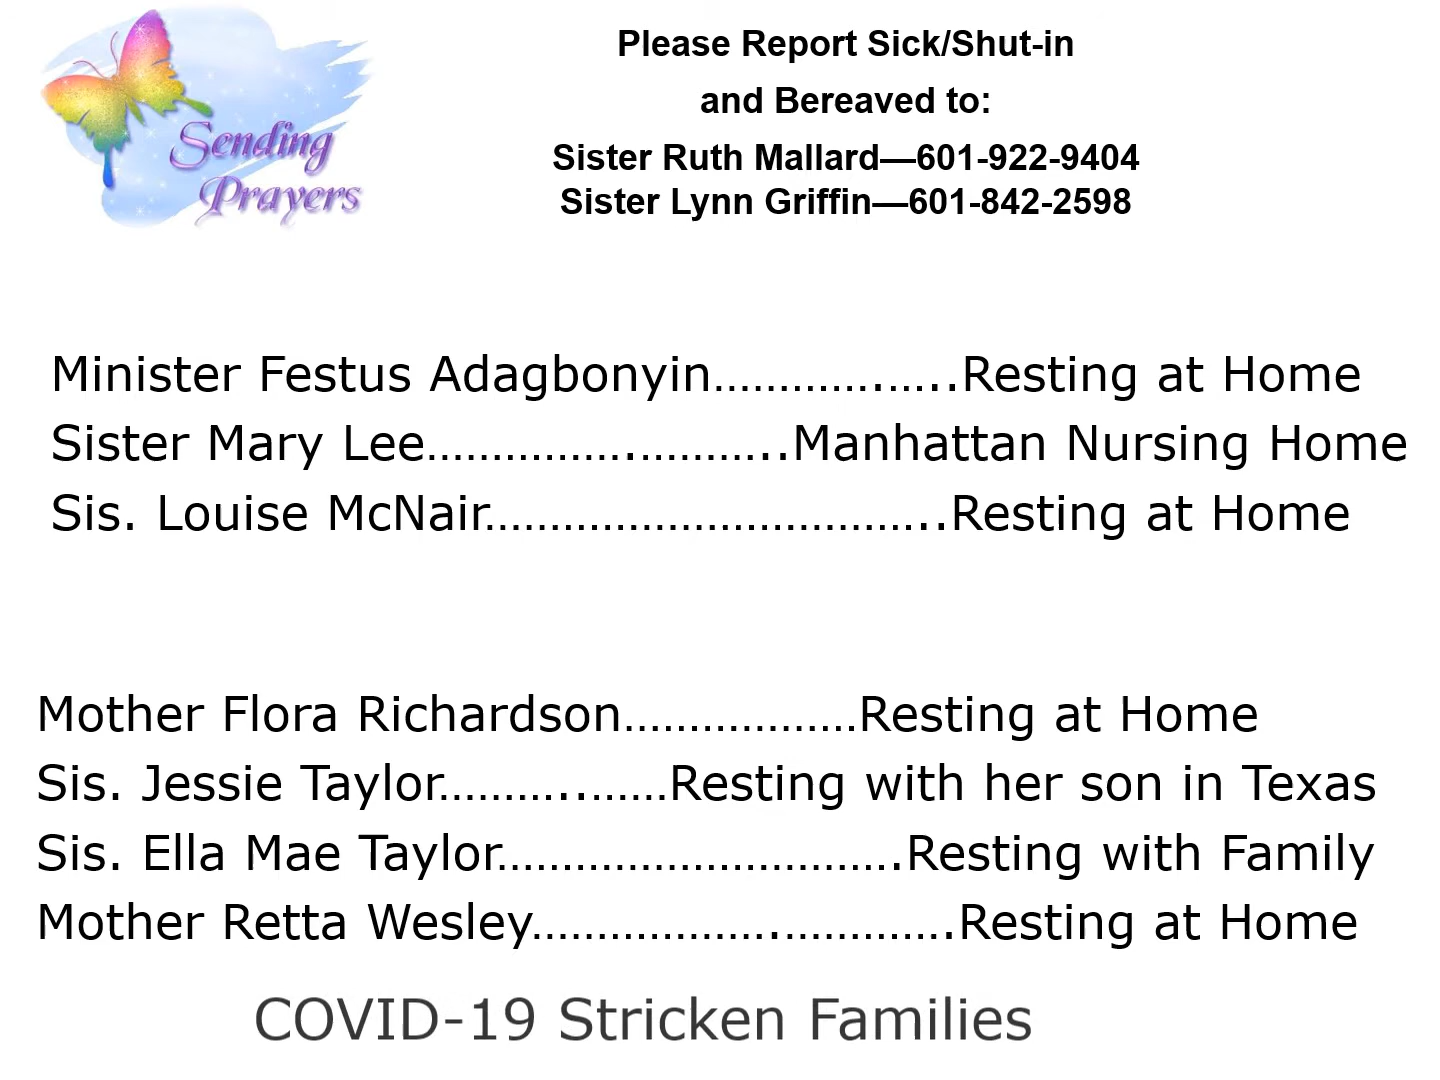 Sending
Prayers
Please Report Sick/Shut-in
and Bereaved to:
Sister Ruth Mallard—601-922-9404
Sister Lynn Griffin—601-842-2598
Minister Festus Adagbonyin………….…..Resting at Home
Sister Mary Lee…………….………..Manhattan Nursing Home
Sis. Louise McNair……………………………..Resting at Home
Mother Flora Richardson………………Resting at Home
Sis. Jessie Taylor………..……Resting with her son in Texas
Sis. Ella Mae Taylor………………………….Resting with Family
Mother Retta Wesley……………….………….Resting at Home
COVID-19 Stricken Families